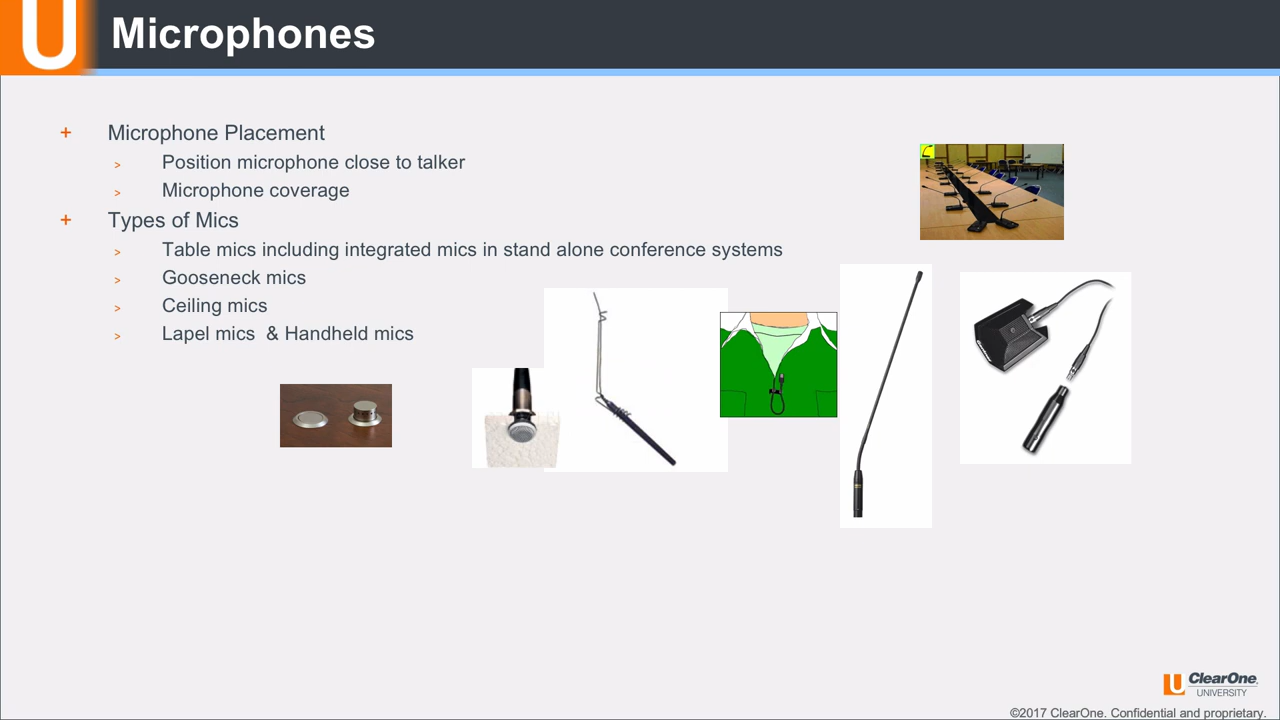 U Microphones
+ Microphone Placement
> Position microphone close to talker
> Microphone coverage
+ Types of Mics
> Table mics including integrated mics in stand alone conference systems
> Gooseneck mics
> Ceiling mics
> Lapel mics & Handheld mics
U ClearOne
UNIVERSITY
©2017 ClearOne. Confidential and proprietary.